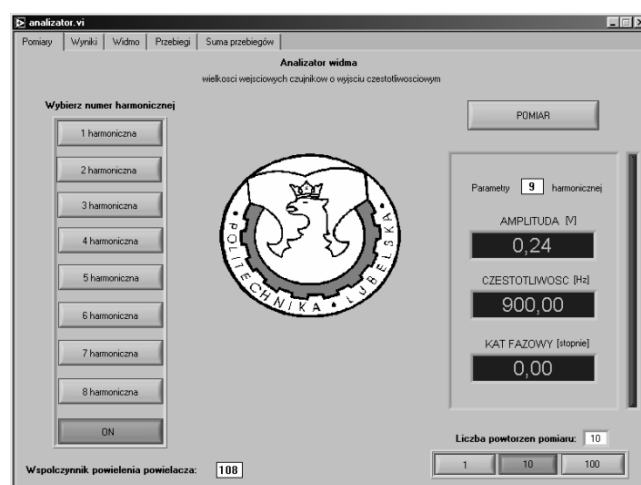 analizator.vi
Pomiary Wyniki Widmo Przebiegi Suma przebiegów
Analizator widma
wielkosci wejsciowych czujnikow o wyjsciu czestotliwosciowym
Wybierz numer harmonicznej
1 harmoniczna
2 harmoniczna
3 harmoniczna
4 harmoniczna
5 harmoniczna
6 harmoniczna
7 harmoniczna
8 harmoniczna
ON
Wspolczynnik powielenia powielacza: 108
POLITECHNIKA LUBELSKA
POMIAR
Parametry 9 harmonicznej
AMPLITUDA [V]
0,24
CZESTOTLIWOSC [Hz]
900,00
KAT FAZOWY [stopnie]
0,00
Liczba powtorzen pomiaru: 10
1 10 100